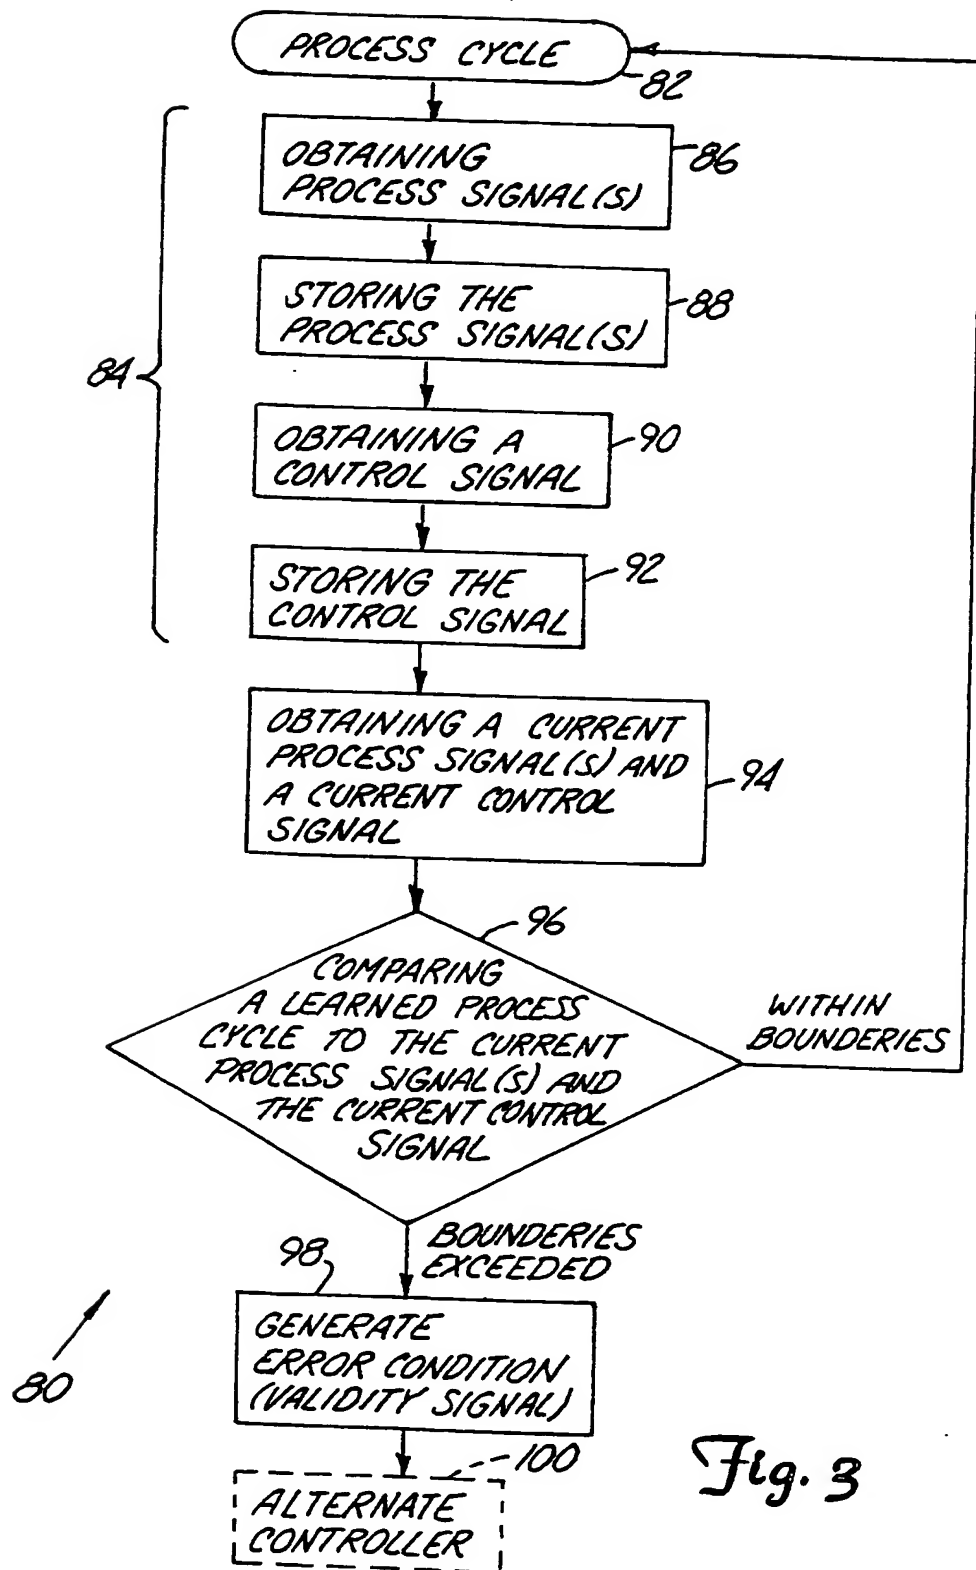 PROCESS CYCLE
82
OBTAINING
PROCESS SIGNAL(S)
86
STORING THE
PROCESS SIGNAL(S)
88
84
OBTAINING A
CONTROL SIGNAL
90
STORING THE
CONTROL SIGNAL
92
OBTAINING A CURRENT
PROCESS SIGNAL(S) AND
A CURRENT CONTROL
SIGNAL
94
96
COMPARING
A LEARNED PROCESS
CYCLE TO THE CURRENT
PROCESS SIGNAL(S) AND
THE CURRENT CONTROL
SIGNAL
WITHIN
BOUNDERIES
BOUNDERIES
EXCEEDED
98
GENERATE
ERROR CONDITION
(VALIDITY SIGNAL)
80
100
ALTERNATE
CONTROLLER
Fig. 3